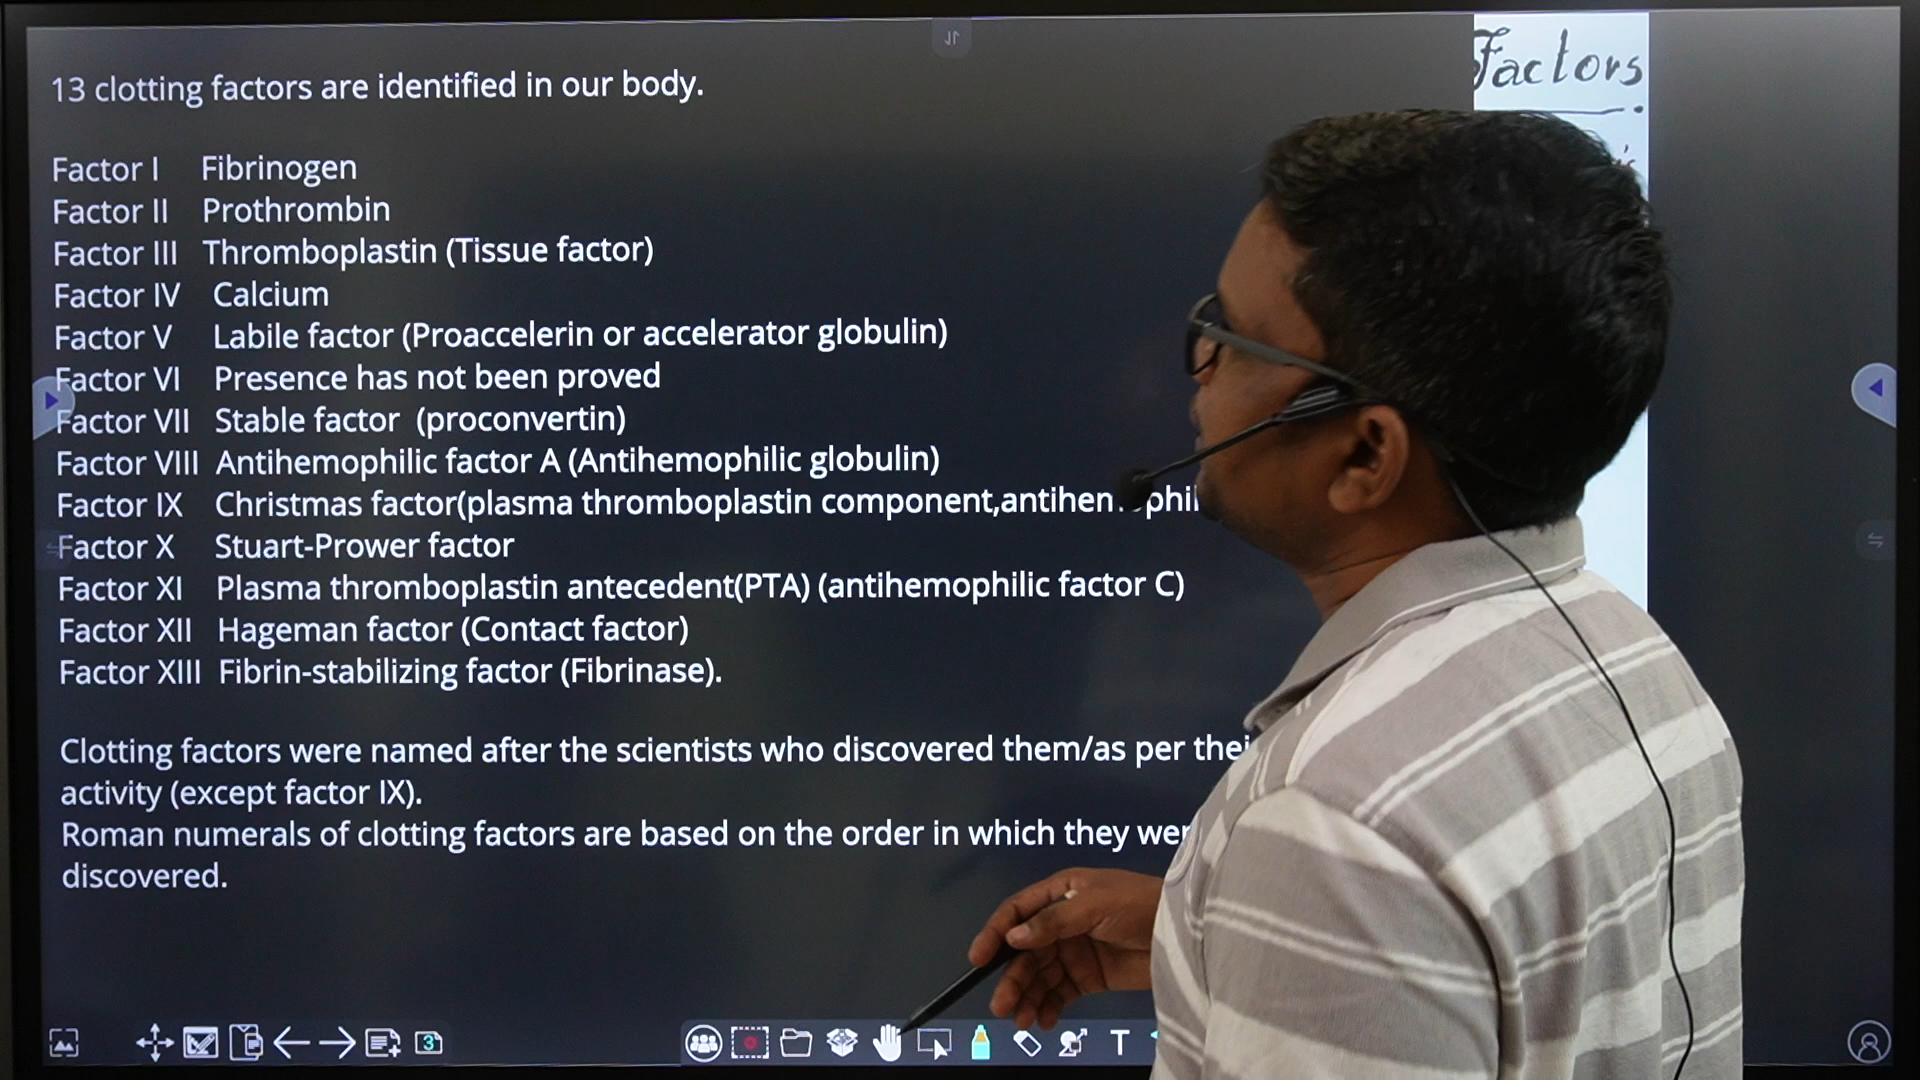 13 clotting factors are identified in our body.
Factor I Fibrinogen
Factor II Prothrombin
Factor III Thromboplastin (Tissue factor)
Factor IV Calcium
Factor V Labile factor (Proaccelerin or accelerator globulin)
Factor VI Presence has not been proved
Factor VII Stable factor (proconvertin)
Factor VIII Antihemophilic factor A (Antihemophilic globulin)
Factor IX Christmas factor(plasma thromboplastin component,
Factor X Stuart-Prower factor
Factor XI Plasma thromboplastin antecedent(PTA) (antihemophilic factor C)
Factor XII Hageman factor (Contact factor)
Factor XIII Fibrin-stabilizing factor (Fibrinase).
Clotting factors were named after the scientists who discovered them/as per
activity (except factor IX).
Roman numerals of clotting factors are based on the order in which they
discovered.
Factors
3
T